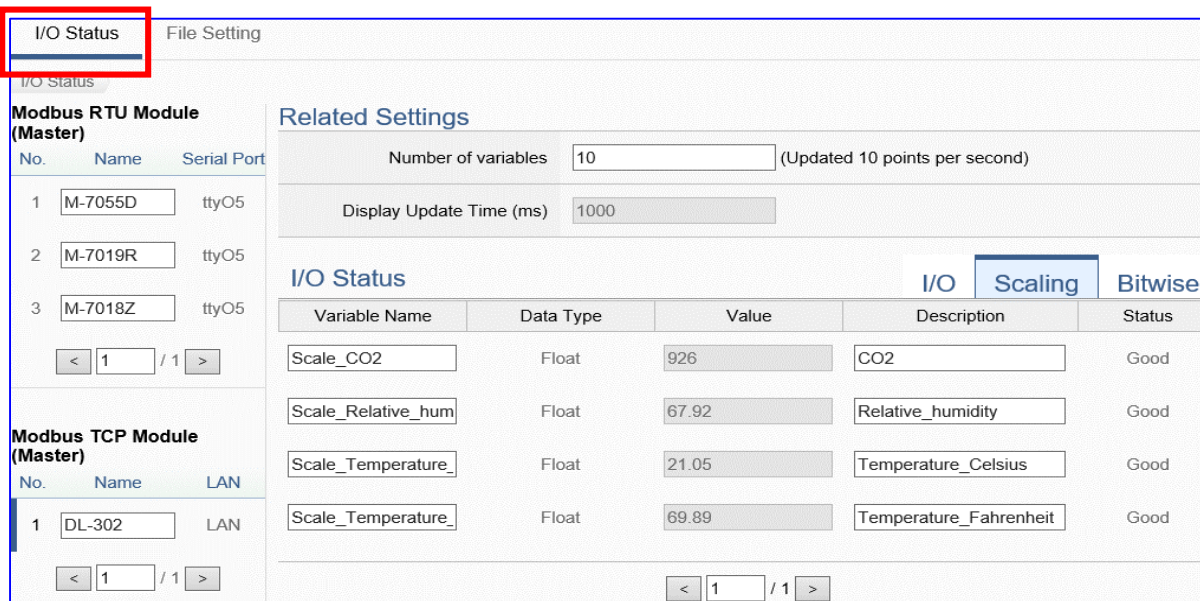 I/O Status File Setting
I/O Status
Modbus RTU Module
(Master)
No. Name Serial Port
1 M-7055D ttyO5
2 M-7019R ttyO5
3 M-7018Z ttyO5
< 1 / 1 >
Modbus TCP Module
(Master)
No. Name LAN
1 DL-302 LAN
< 1 / 1 >
Related Settings
Number of variables 10 (Updated 10 points per second)
Display Update Time (ms) 1000
I/O Status I/O Scaling Bitwise
Variable Name Data Type Value Description Status
Scale_CO2 Float 926 CO2 Good
Scale_Relative_hum Float 67.92 Relative_humidity Good
Scale_Temperature_ Float 21.05 Temperature_Celsius Good
Scale_Temperature_ Float 69.89 Temperature_Fahrenheit Good
< 1 / 1 >